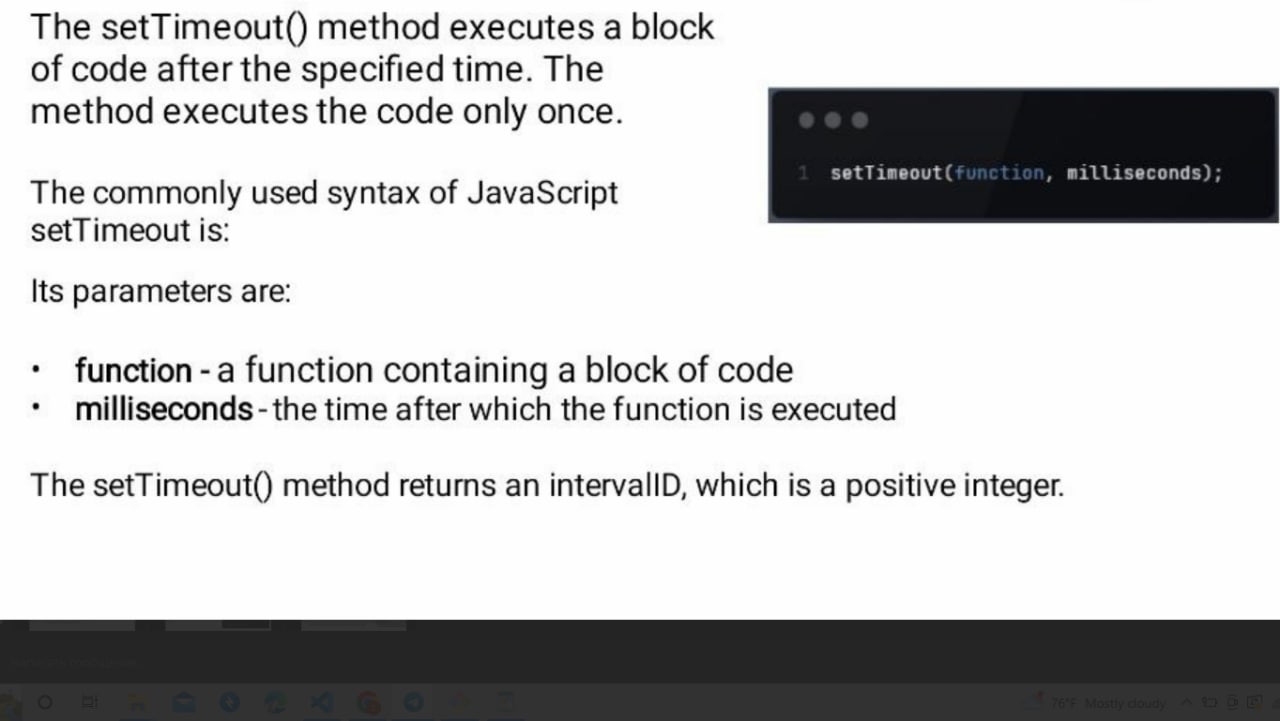 The setTimeout() method executes a block
of code after the specified time. The
method executes the code only once.
1 setTimeout(function, milliseconds);
The commonly used syntax of JavaScript
setTimeout is:
Its parameters are:
• function - a function containing a block of code
• milliseconds - the time after which the function is executed
The setTimeout() method returns an intervalID, which is a positive integer.
76°F Mostly cloudy